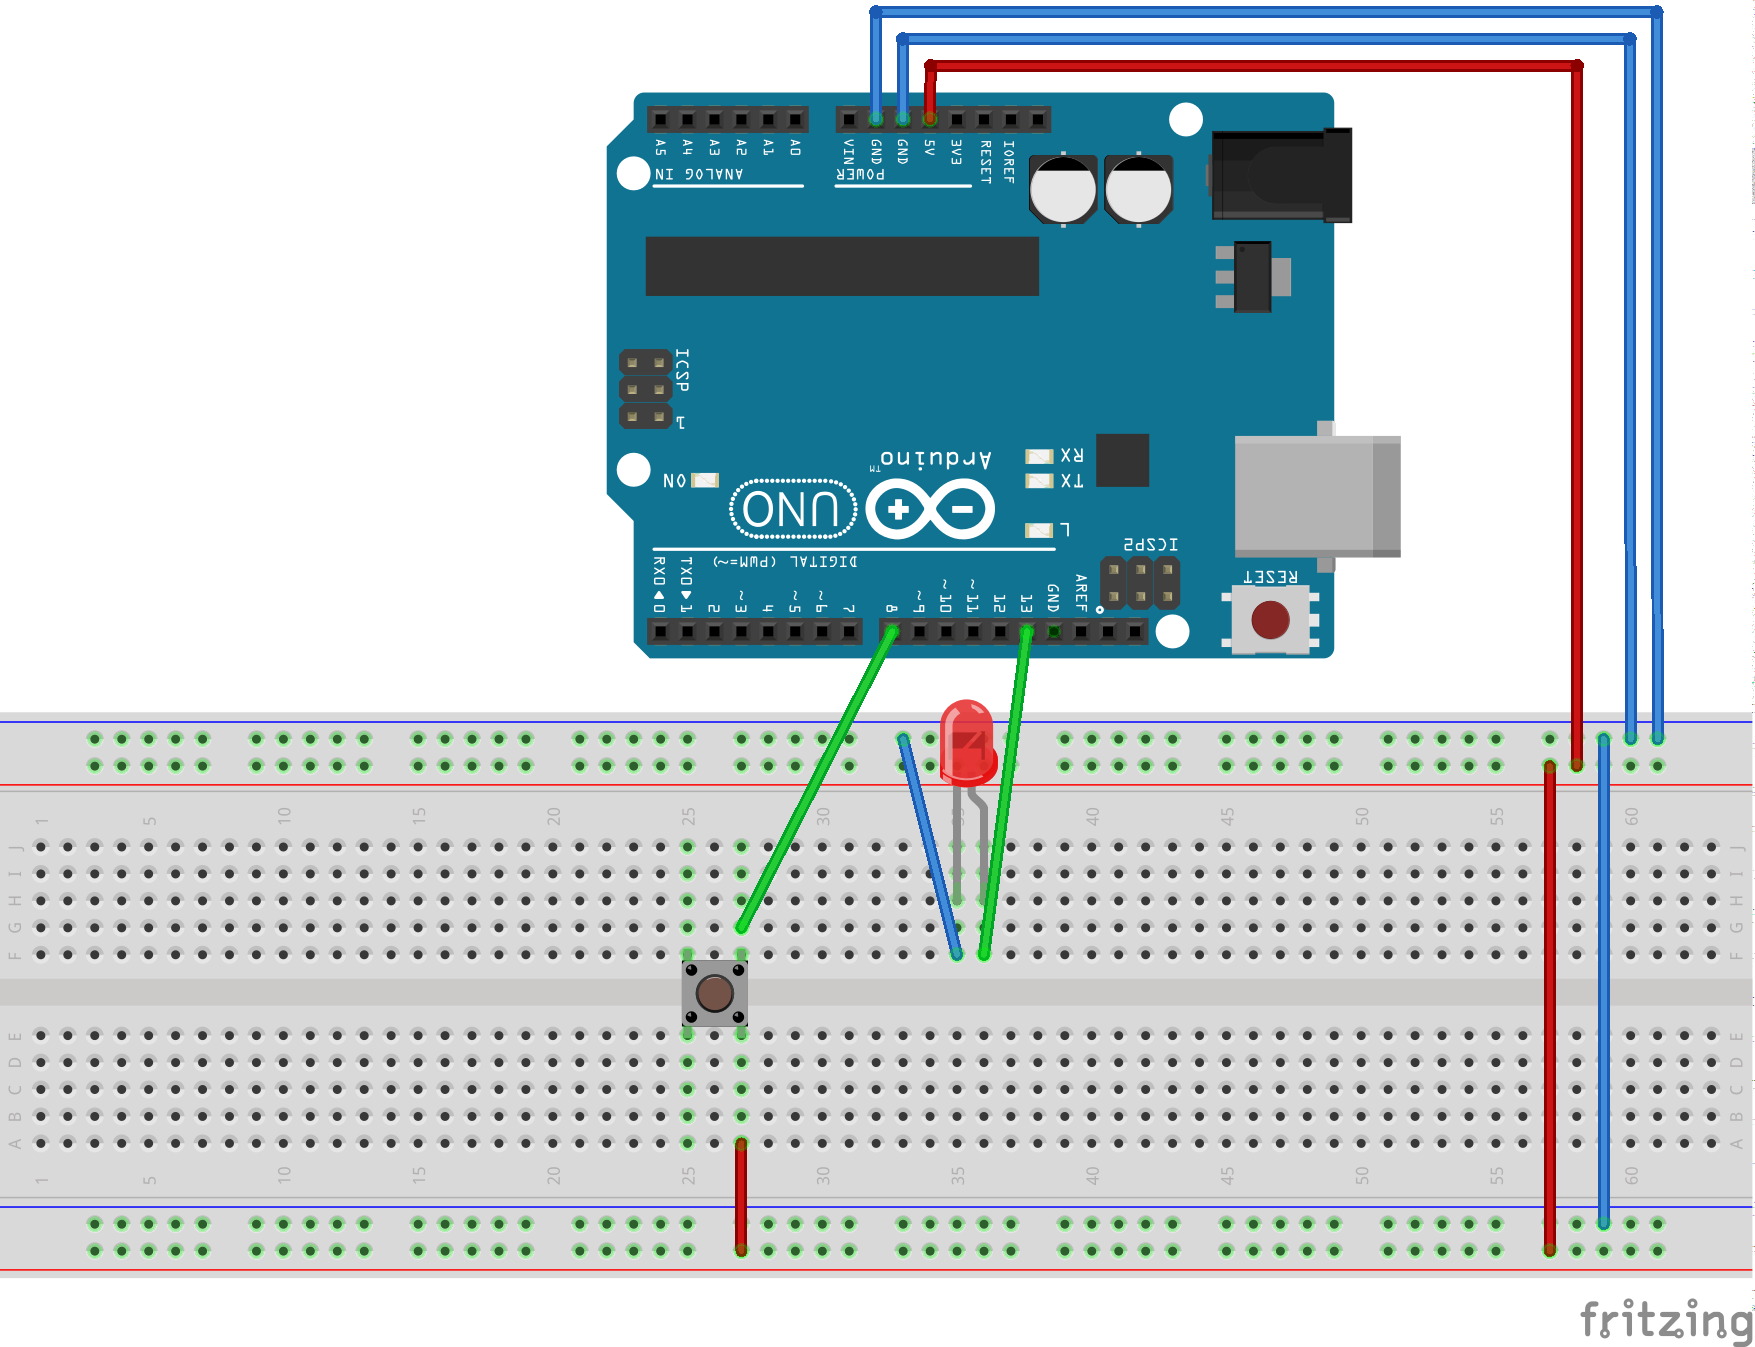 A5 A4 A3 A2 A1 A0
VIN GND GND 5V 3V3 RESET IOREF
ANALOG IN
POWER
ICSP
1
Arduino
TM
RX
TX
ON
UNO
L
ICSP2
DIGITAL (PWM=~)
RESET
RX0◀0 TX0▶1 2 ~3 4 ~5 ~6 7 8 ~9 ~10 ~11 12 13 GND AREF
1 5 10 15 20 25 30 35 40 45 50 55 60
J J
I I
H H
G G
F F
E E
D D
C C
B B
A A
1 5 10 15 20 25 30 35 40 45 50 55 60
fritzing